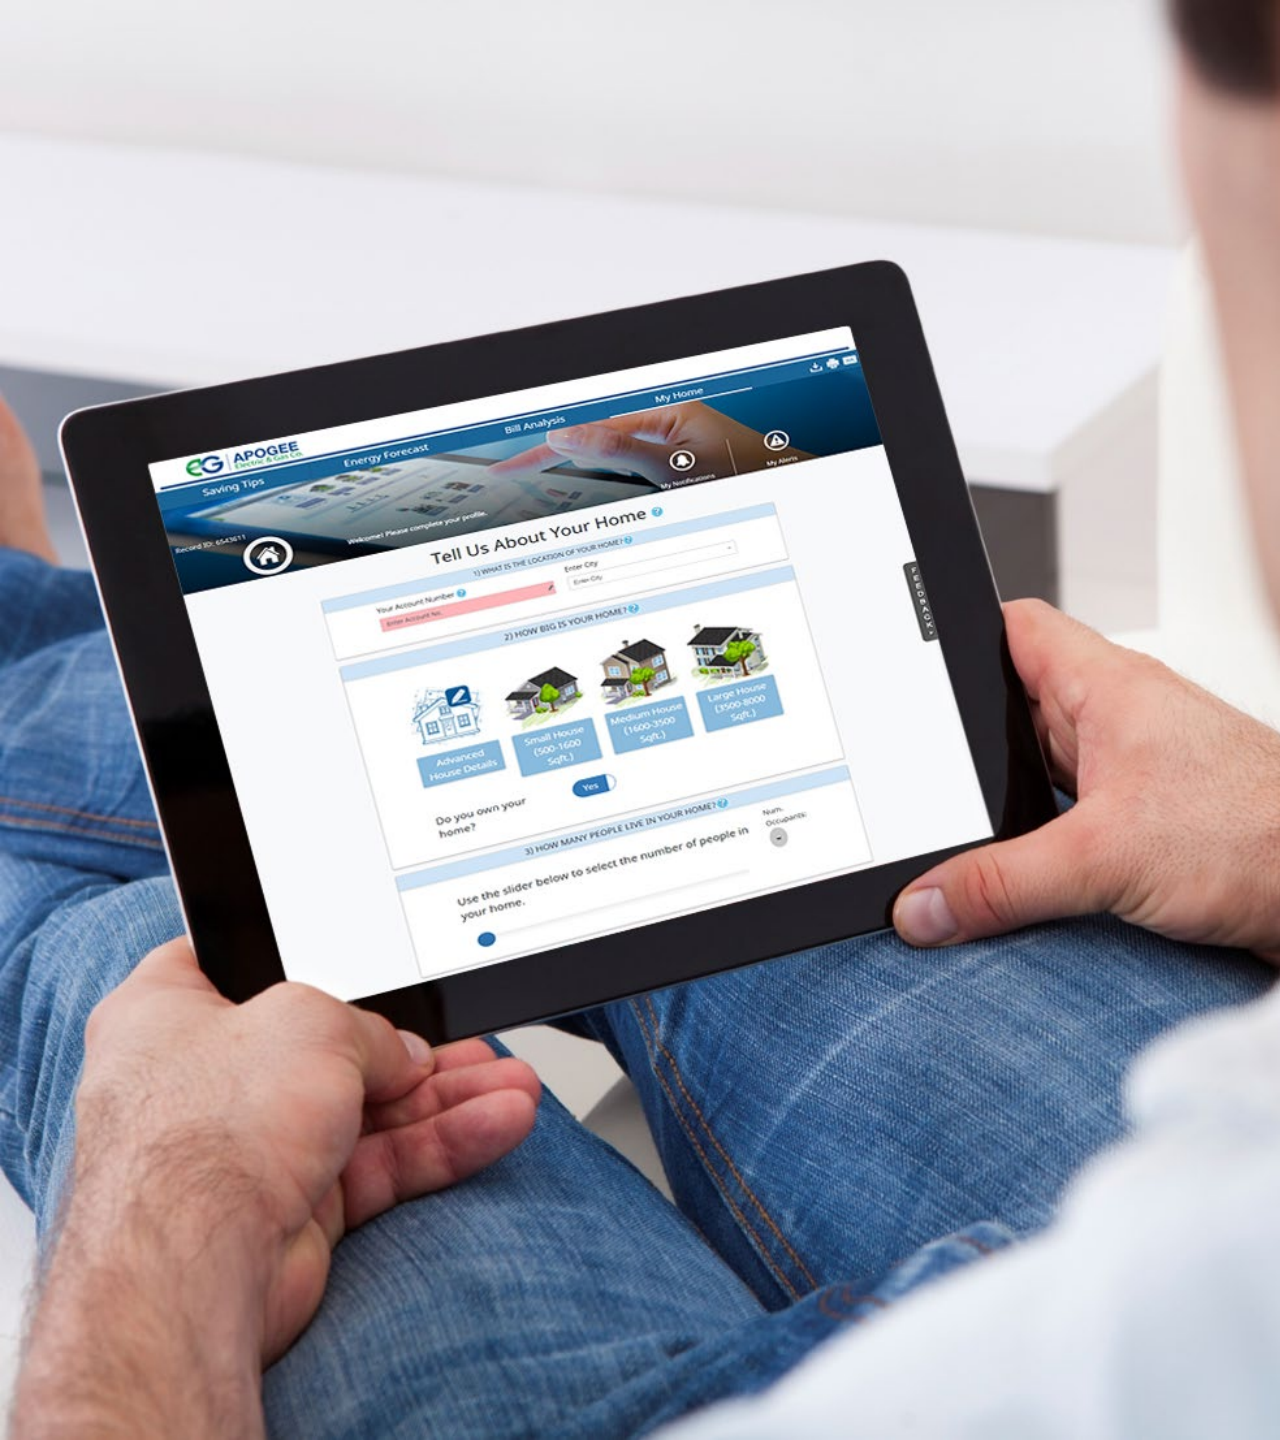 eG APOGEE
Electric & Gas Co.
Saving Tips
Energy Forecast
Bill Analysis
My Home
Record ID: 6543611
Welcome! Please complete your profile.
My Notifications
My Alerts
Tell Us About Your Home ?
1) WHAT IS THE LOCATION OF YOUR HOME? ?
Your Account Number ?
Enter Account No.
Enter City
Enter City
2) HOW BIG IS YOUR HOME? ?
Advanced
House Details
Small House
(500-1600
Sqft.)
Medium House
(1600-3500
Sqft.)
Large House
(3500-8000
Sqft.)
Do you own your
home?
Yes
3) HOW MANY PEOPLE LIVE IN YOUR HOME? ?
Use the slider below to select the number of people in
your home.
Num.
Occupants:
-
FEEDBACK